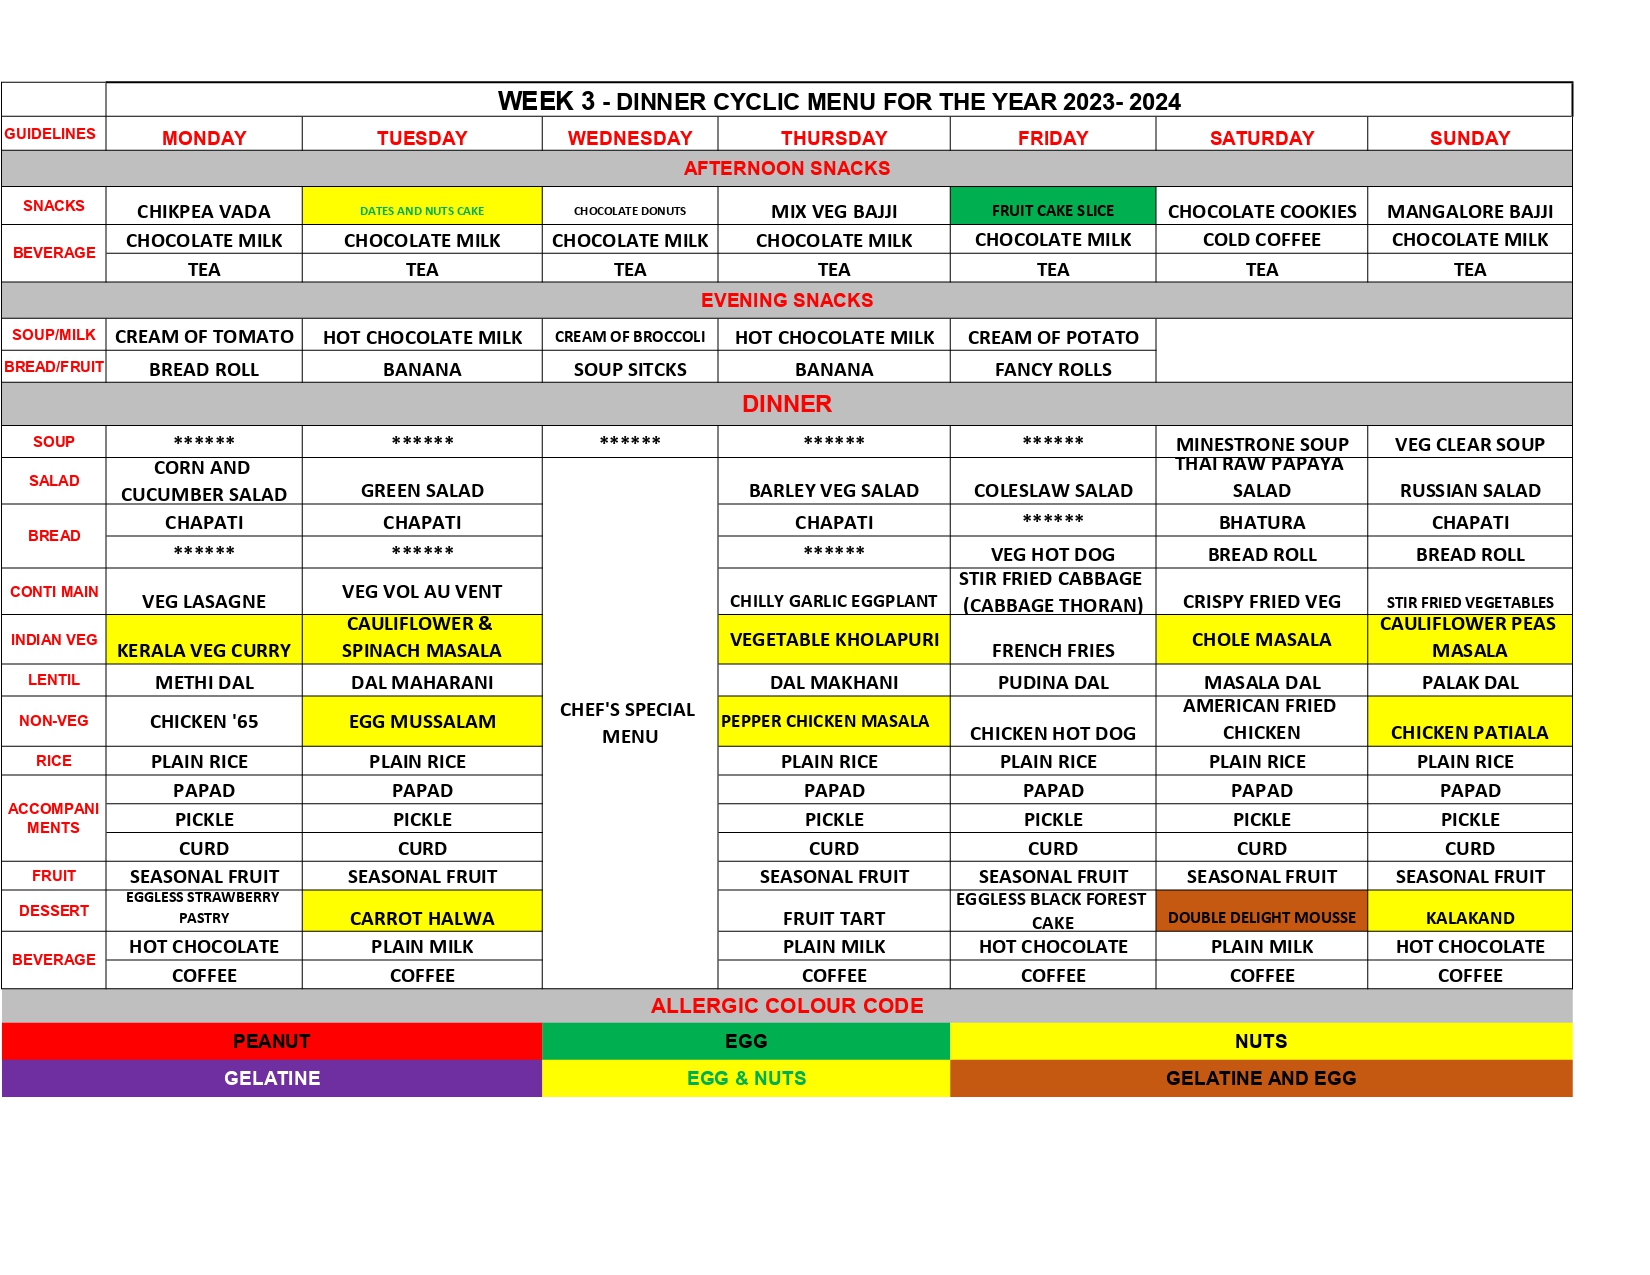 WEEK 3 - DINNER CYCLIC MENU FOR THE YEAR 2023- 2024
GUIDELINES MONDAY TUESDAY WEDNESDAY THURSDAY FRIDAY SATURDAY SUNDAY
AFTERNOON SNACKS
SNACKS CHIKPEA VADA DATES AND NUTS CAKE CHOCOLATE DONUTS MIX VEG BAJJI FRUIT CAKE SLICE CHOCOLATE COOKIES MANGALORE BAJJI
BEVERAGE CHOCOLATE MILK CHOCOLATE MILK CHOCOLATE MILK CHOCOLATE MILK CHOCOLATE MILK COLD COFFEE CHOCOLATE MILK
TEA TEA TEA TEA TEA TEA TEA
EVENING SNACKS
SOUP/MILK CREAM OF TOMATO HOT CHOCOLATE MILK CREAM OF BROCCOLI HOT CHOCOLATE MILK CREAM OF POTATO
BREAD/FRUIT BREAD ROLL BANANA SOUP SITCKS BANANA FANCY ROLLS
DINNER
SOUP ****** ****** ****** ****** ****** MINESTRONE SOUP VEG CLEAR SOUP
SALAD CORN AND CUCUMBER SALAD GREEN SALAD BARLEY VEG SALAD COLESLAW SALAD THAI RAW PAPAYA SALAD RUSSIAN SALAD
BREAD CHAPATI CHAPATI CHAPATI ****** BHATURA CHAPATI
****** ****** ****** VEG HOT DOG BREAD ROLL BREAD ROLL
CONTI MAIN VEG LASAGNE VEG VOL AU VENT CHILLY GARLIC EGGPLANT STIR FRIED CABBAGE (CABBAGE THORAN) CRISPY FRIED VEG STIR FRIED VEGETABLES
INDIAN VEG KERALA VEG CURRY CAULIFLOWER & SPINACH MASALA VEGETABLE KHOLAPURI FRENCH FRIES CHOLE MASALA CAULIFLOWER PEAS MASALA
LENTIL METHI DAL DAL MAHARANI DAL MAKHANI PUDINA DAL MASALA DAL PALAK DAL
NON-VEG CHICKEN '65 EGG MUSSALAM CHEF'S SPECIAL MENU PEPPER CHICKEN MASALA CHICKEN HOT DOG AMERICAN FRIED CHICKEN CHICKEN PATIALA
RICE PLAIN RICE PLAIN RICE PLAIN RICE PLAIN RICE PLAIN RICE PLAIN RICE
ACCOMPANI MENTS PAPAD PAPAD PAPAD PAPAD PAPAD PAPAD
PICKLE PICKLE PICKLE PICKLE PICKLE PICKLE
CURD CURD CURD CURD CURD CURD
FRUIT SEASONAL FRUIT SEASONAL FRUIT SEASONAL FRUIT SEASONAL FRUIT SEASONAL FRUIT SEASONAL FRUIT
DESSERT EGGLESS STRAWBERRY PASTRY CARROT HALWA FRUIT TART EGGLESS BLACK FOREST CAKE DOUBLE DELIGHT MOUSSE KALAKAND
BEVERAGE HOT CHOCOLATE PLAIN MILK PLAIN MILK HOT CHOCOLATE PLAIN MILK HOT CHOCOLATE
COFFEE COFFEE COFFEE COFFEE COFFEE COFFEE
ALLERGIC COLOUR CODE
PEANUT EGG NUTS
GELATINE EGG & NUTS GELATINE AND EGG